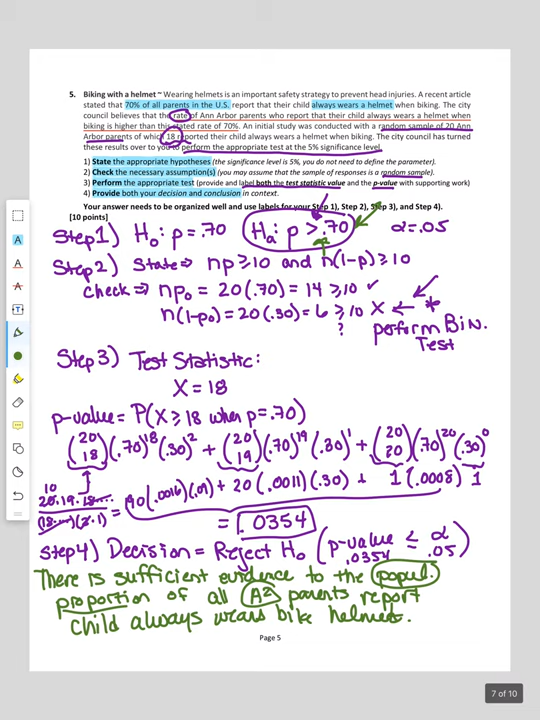 5. Biking with a helmet ~ Wearing helmets is an important safety strategy to prevent head injuries. A recent article
stated that 70% of all parents in the U.S. report that their child always wears a helmet when biking. The city
council believes that the rate of Ann Arbor parents who report that their child always wears a helmet when
biking is higher than this stated rate of 70%. An initial study was conducted with a random sample of 20 Ann
Arbor parents of which 18 reported their child always wears a helmet when biking. The city council has turned
these results over to you to perform the appropriate test at the 5% significance level.
1) State the appropriate hypotheses (the significance level is 5%, you do not need to define the parameter).
2) Check the necessary assumption(s) (you may assume that the sample of responses is a random sample).
3) Perform the appropriate test (provide and label both the test statistic value and the p-value with supporting work)
4) Provide both your decision and conclusion in context.
Your answer needs to be organized well and use labels for your Step 1), Step 2), Step 3), and Step 4).
[10 points]
Step1) H₀: p = .70 Hₐ: p > .70 α = .05
Step2) State ⇒ np ≥ 10 and n(1-p) ≥ 10
Check ⇒ np₀ = 20(.70) = 14 ≥ 10 ✓
n(1-p₀) = 20(.30) = 6 ≥ 10 X ← *
?
perform Bin.
Test
Step 3) Test Statistic:
X = 18
p-value = P(X ≥ 18 when p = .70)
(20 18)(.70)¹⁸(.30)² + (20 19)(.70)¹⁹(.30)¹ + (20 20)(.70)²⁰(.30)⁰
10
20·19·18...
(18...)(2·1)
= 190(.0016)(.09) + 20(.0011)(.30) + 1(.0008) 1
= .0354
Step4) Decision = Reject H₀ (p-value ≤ α
.0354 .05)
There is sufficient evidence to the popul.
proportion of all A2 parents report
child always wears bike helmets.
Page 5
7 of 10